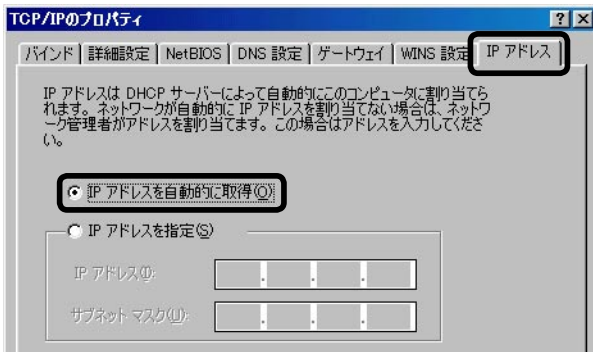 TCP/IPのプロパティ
バインド 詳細設定 NetBIOS DNS 設定 ゲートウェイ WINS 設定 IP アドレス
IP アドレスは DHCP サーバーによって自動的にこのコンピュータに割り当てら
れます。ネットワークが自動的に IP アドレスを割り当てない場合は、ネットワ
ーク管理者がアドレスを割り当てます。この場合はアドレスを入力してくださ
い。
IP アドレスを自動的に取得(O)
IP アドレスを指定(S)
IP アドレス(I):
サブネット マスク(U):